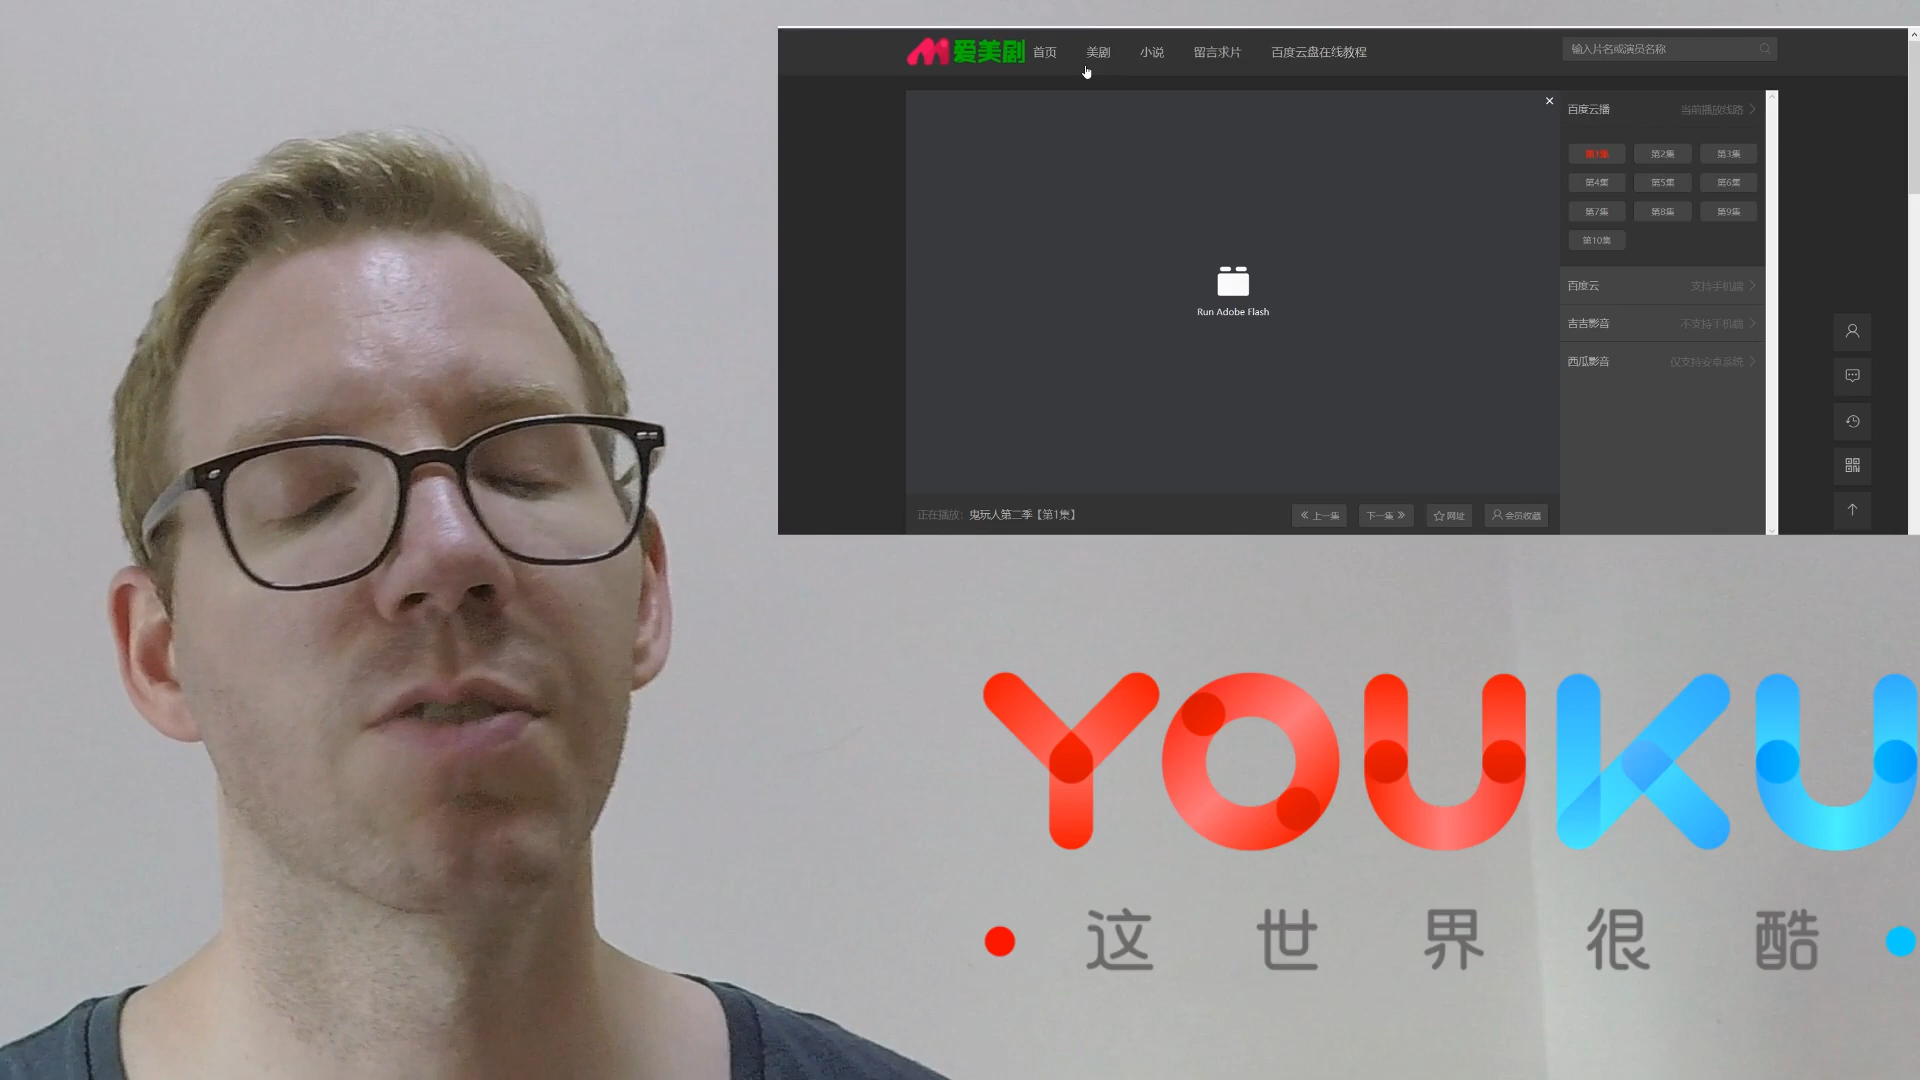 爱美剧 首页 美剧 小说 留言求片 百度云盘在线教程 输入片名或演员名称
百度云播 当前播放线路
第1集 第2集 第3集
第4集 第5集 第6集
第7集 第8集 第9集
第10集
百度云 支持手机端
吉吉影音 不支持手机端
西瓜影音 仅支持安卓系统
Run Adobe Flash
正在播放: 鬼玩人第二季【第1集】 上一集 下一集 网址 会员收藏
YOUKU
这世界很酷